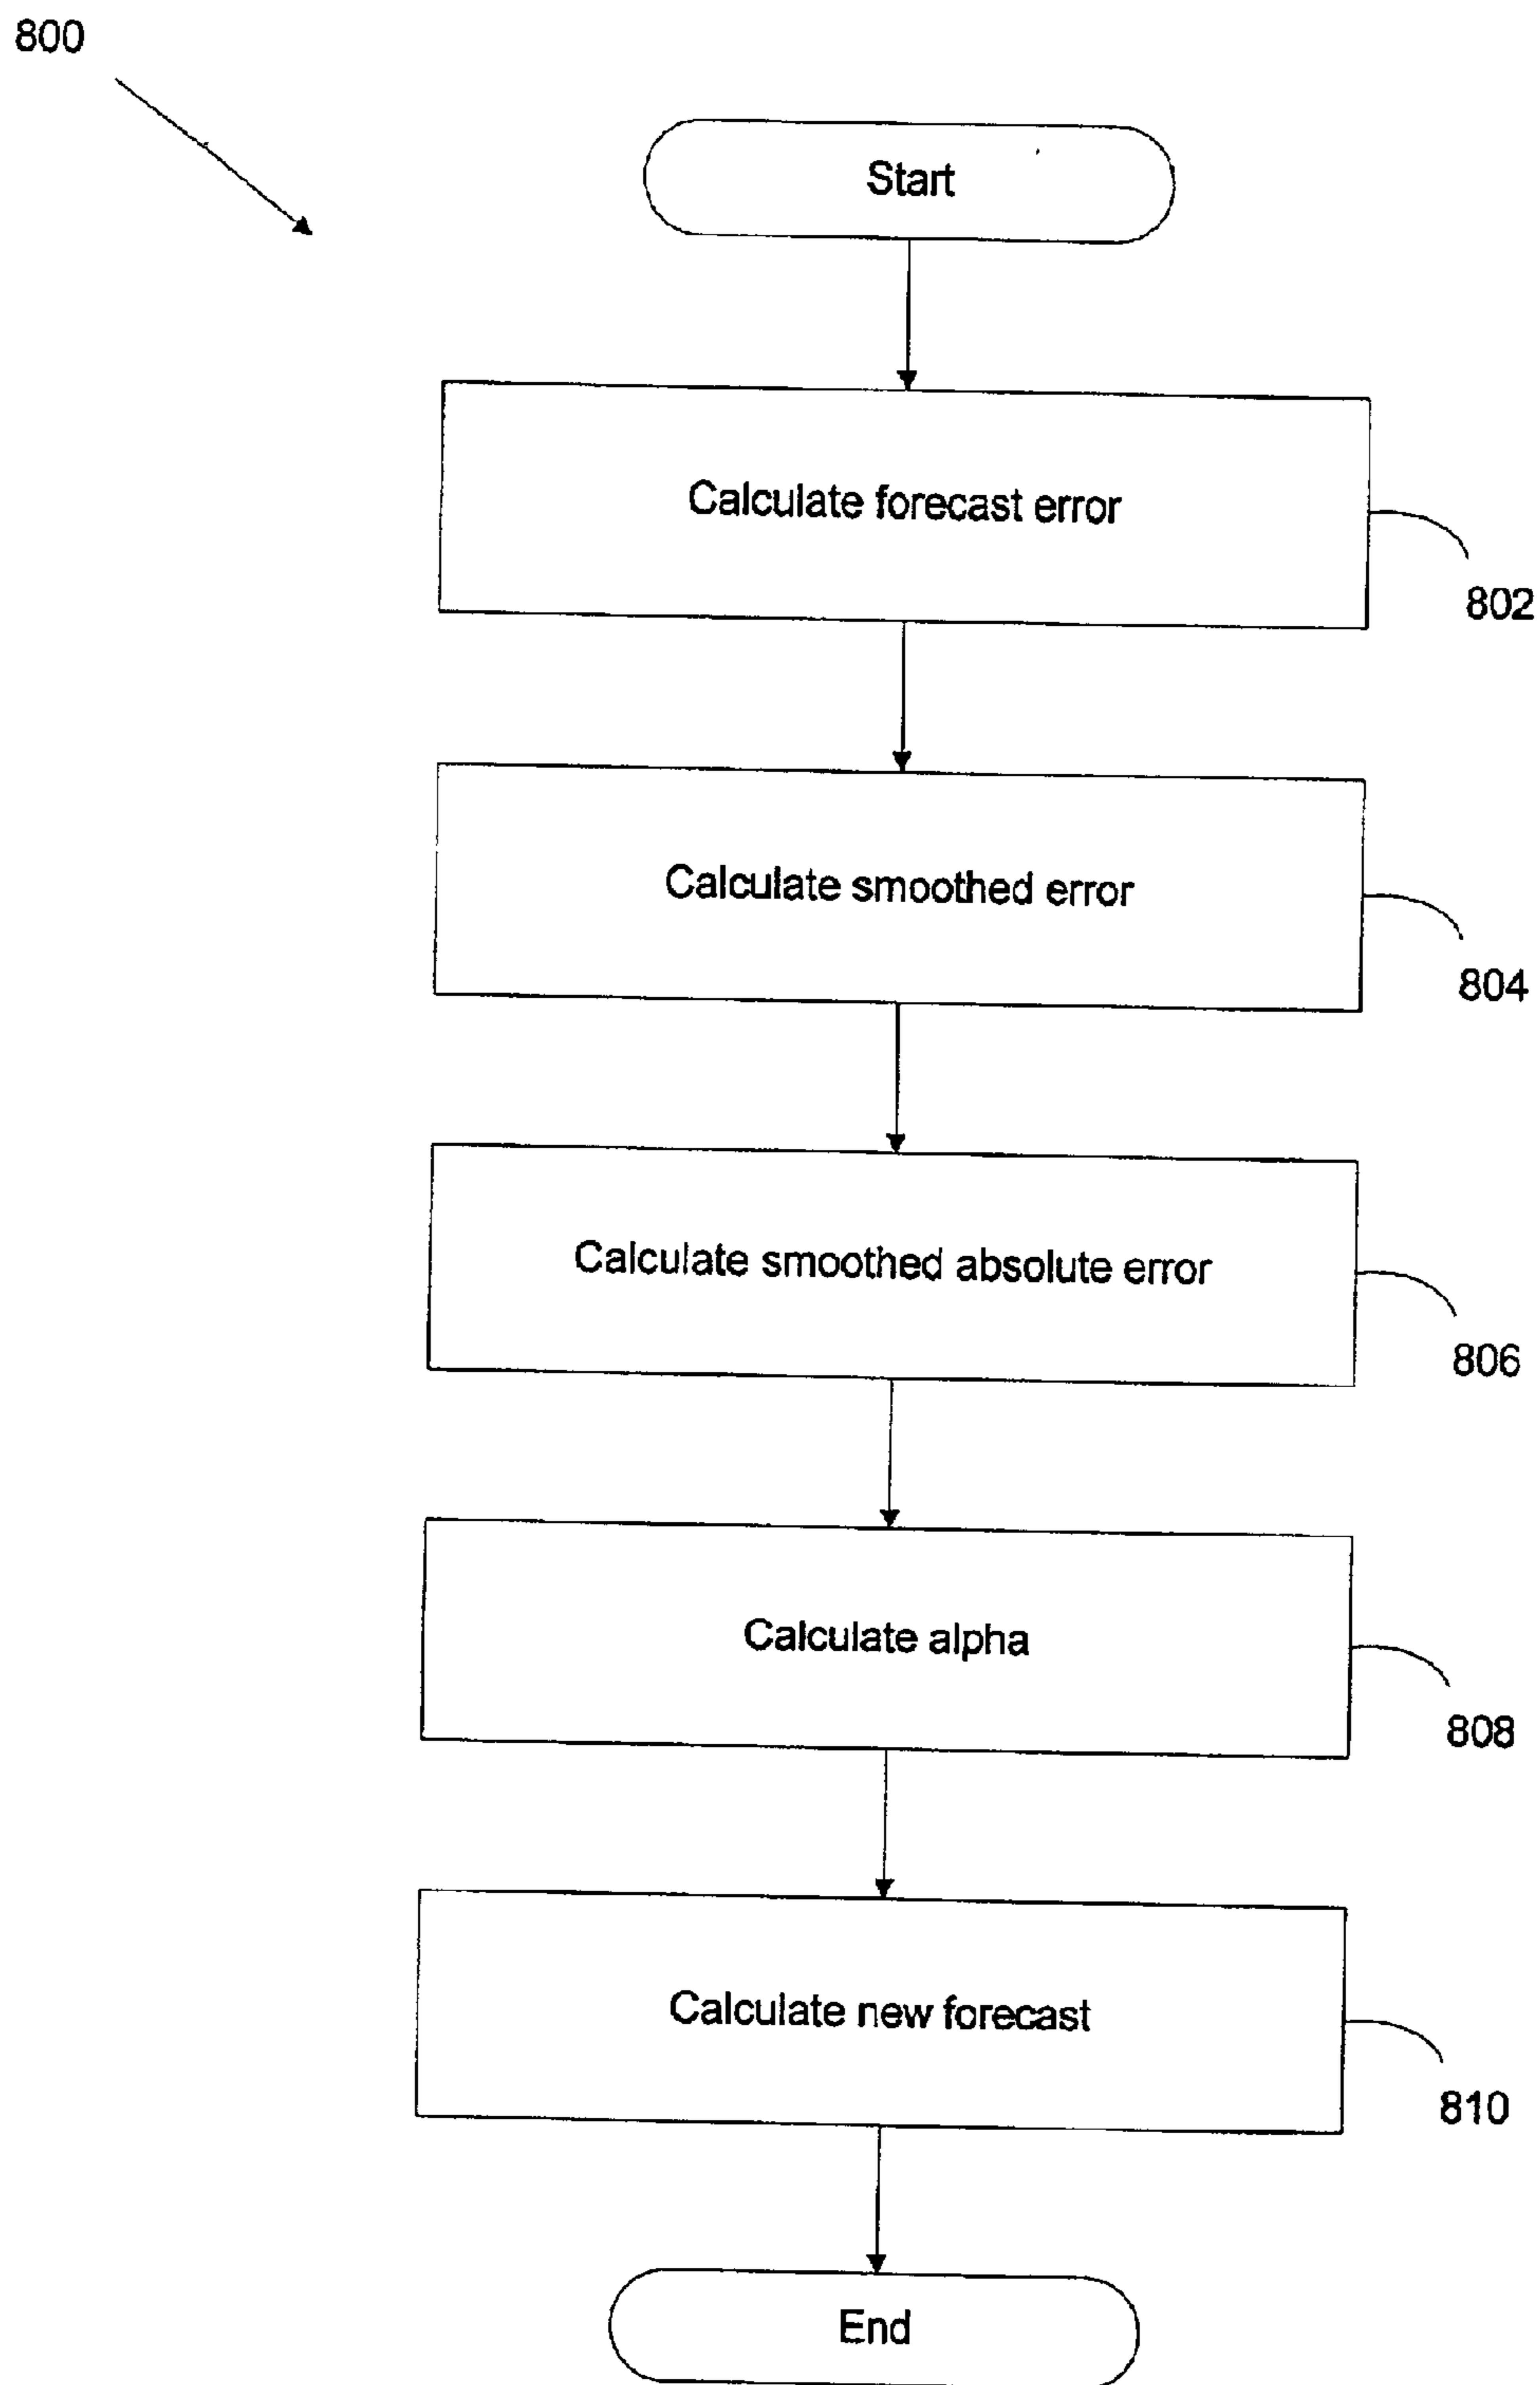 800
Start
Calculate forecast error
802
Calculate smoothed error
804
Calculate smoothed absolute error
806
Calculate alpha
808
Calculate new forecast
810
End